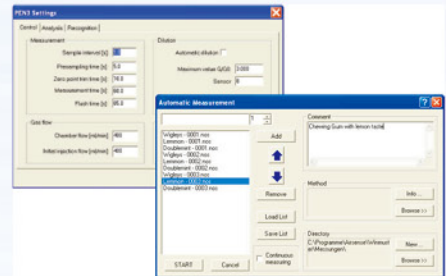 PEN3 Settings
Control | Analysis | Recognition
Measurement
Sample interval [s]
Presampling time [s] 5.0
Zero point trim time [s] 10.0
Measurement time [s] 60.0
Flush time [s]
Gas flow
Chamber flow [ml/min] 400
Initial injection flow [ml/min] 400
Dilution
Automatic dilution
Maximum value G/G0
Sensor
Automatic Measurement
1
Wrigleys - 0001.nos
Lemmon - 0001.nos
Doublemint - 0001.nos
Wrigleys - 0002.nos
Lemmon - 0002.nos
Doublemint - 0002.nos
Wrigleys - 0003.nos
Lemmon - 0003.nos
Doublemint - 0003.nos
Add
Remove
Load List
Save List
Continuous
measuring
START
Cancel
Comment
Chewing Gum with lemon taste
Method
Info...
Browse >>
Directory
New...
Browse >>